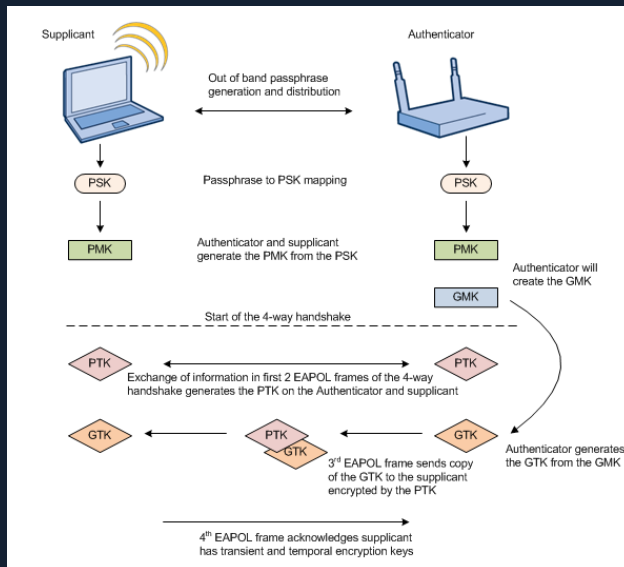 Supplicant
Authenticator
Out of band passphrase
generation and distribution
PSK
Passphrase to PSK mapping
PSK
PMK
Authenticator and supplicant
generate the PMK from the PSK
PMK
Authenticator will
create the GMK
GMK
Start of the 4-way handshake
PTK
PTK
Exchange of information in first 2 EAPOL frames of the 4-way
handshake generates the PTK on the Authenticator and supplicant
GTK
PTK
GTK
GTK
Authenticator generates
the GTK from the GMK
3rd EAPOL frame sends copy
of the GTK to the supplicant
encrypted by the PTK
4th EAPOL frame acknowledges supplicant
has transient and temporal encryption keys